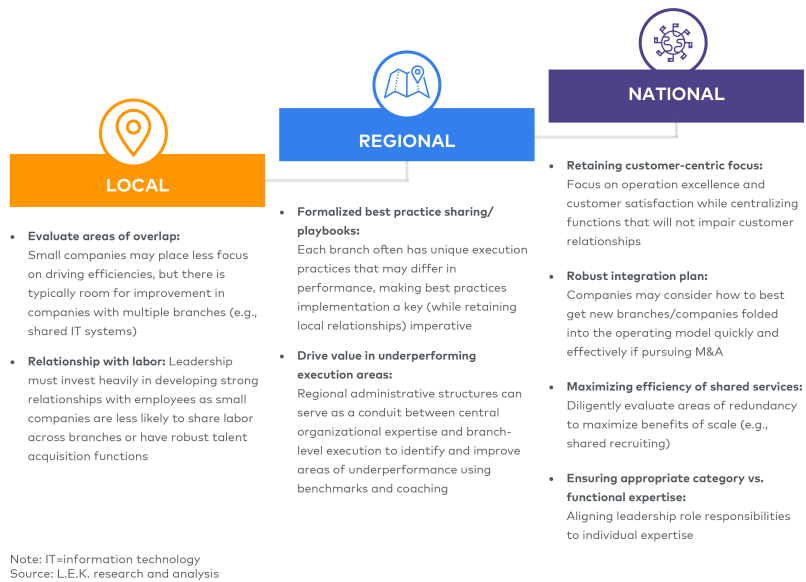 LOCAL
• Evaluate areas of overlap:
Small companies may place less focus
on driving efficiencies, but there is
typically room for improvement in
companies with multiple branches (e.g.,
shared IT systems)
• Relationship with labor: Leadership
must invest heavily in developing strong
relationships with employees as small
companies are less likely to share labor
across branches or have robust talent
acquisition functions
REGIONAL
• Formalized best practice sharing/
playbooks:
Each branch often has unique execution
practices that may differ in
performance, making best practices
implementation a key (while retaining
local relationships) imperative
• Drive value in underperforming
execution areas:
Regional administrative structures can
serve as a conduit between central
organizational expertise and branch-
level execution to identify and improve
areas of underperformance using
benchmarks and coaching
NATIONAL
• Retaining customer-centric focus:
Focus on operation excellence and
customer satisfaction while centralizing
functions that will not impair customer
relationships
• Robust integration plan:
Companies may consider how to best
get new branches/companies folded
into the operating model quickly and
effectively if pursuing M&A
• Maximizing efficiency of shared services:
Diligently evaluate areas of redundancy
to maximize benefits of scale (e.g.,
shared recruiting)
• Ensuring appropriate category vs.
functional expertise:
Aligning leadership role responsibilities
to individual expertise
Note: IT=information technology
Source: L.E.K. research and analysis